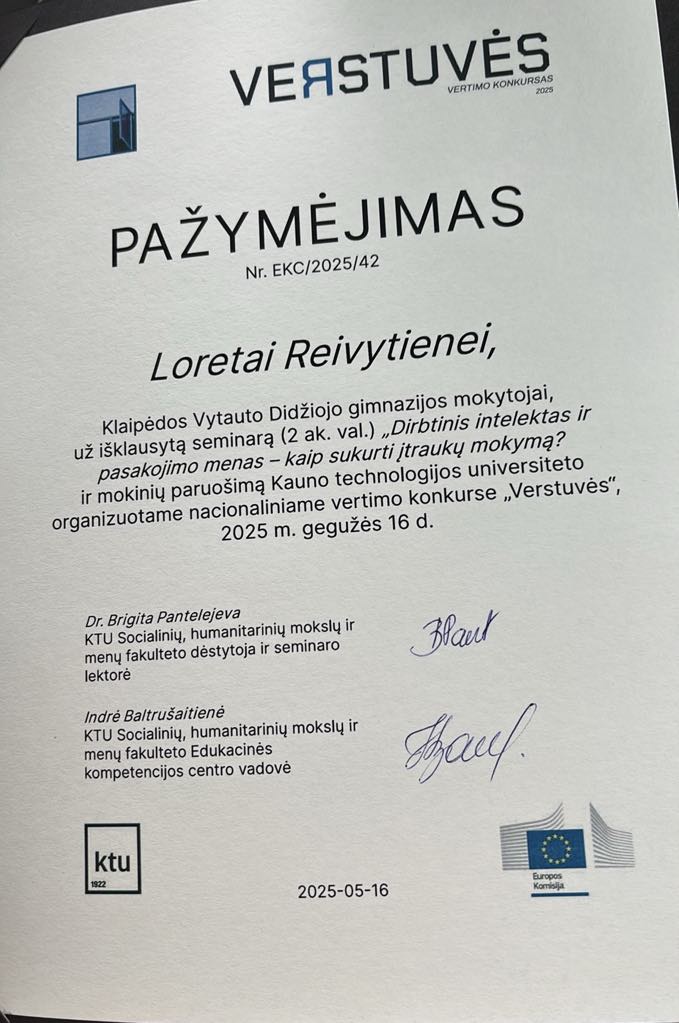 VEЯSTUVĖS
VERTIMO KONKURSAS
2025
PAŽYMĖJIMAS
Nr. EKC/2025/42
Loretai Reivytienei,
Klaipėdos Vytauto Didžiojo gimnazijos mokytojai,
už išklausytą seminarą (2 ak. val.) „Dirbtinis intelektas ir
pasakojimo menas – kaip sukurti įtraukų mokymą?
ir mokinių paruošimą Kauno technologijos universiteto
organizuotame nacionaliniame vertimo konkurse „Verstuvės“,
2025 m. gegužės 16 d.
Dr. Brigita Pantelejeva
KTU Socialinių, humanitarinių mokslų ir
menų fakulteto dėstytoja ir seminaro
lektorė
Indrė Baltrušaitienė
KTU Socialinių, humanitarinių mokslų ir
menų fakulteto Edukacinės
kompetencijos centro vadovė
ktu
1922
2025-05-16
Europos
Komisija